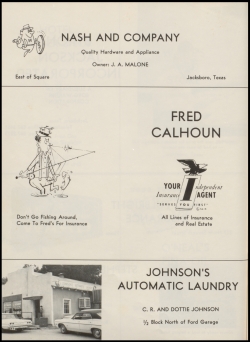 NASH AND COMPANY
Quality Hardware and Appliance
Owner: J. A. MALONE
East of Square
Jacksboro, Texas
FRED
CALHOUN
YOUR Independent
Insurance AGENT
"SERVES YOU FIRST"
Don't Go Fishing Around,
Come To Fred's For Insurance
All Lines of Insurance
and Real Estate
JOHNSON'S
AUTOMATIC LAUNDRY
C. R. AND DOTTIE JOHNSON
½ Block North of Ford Garage